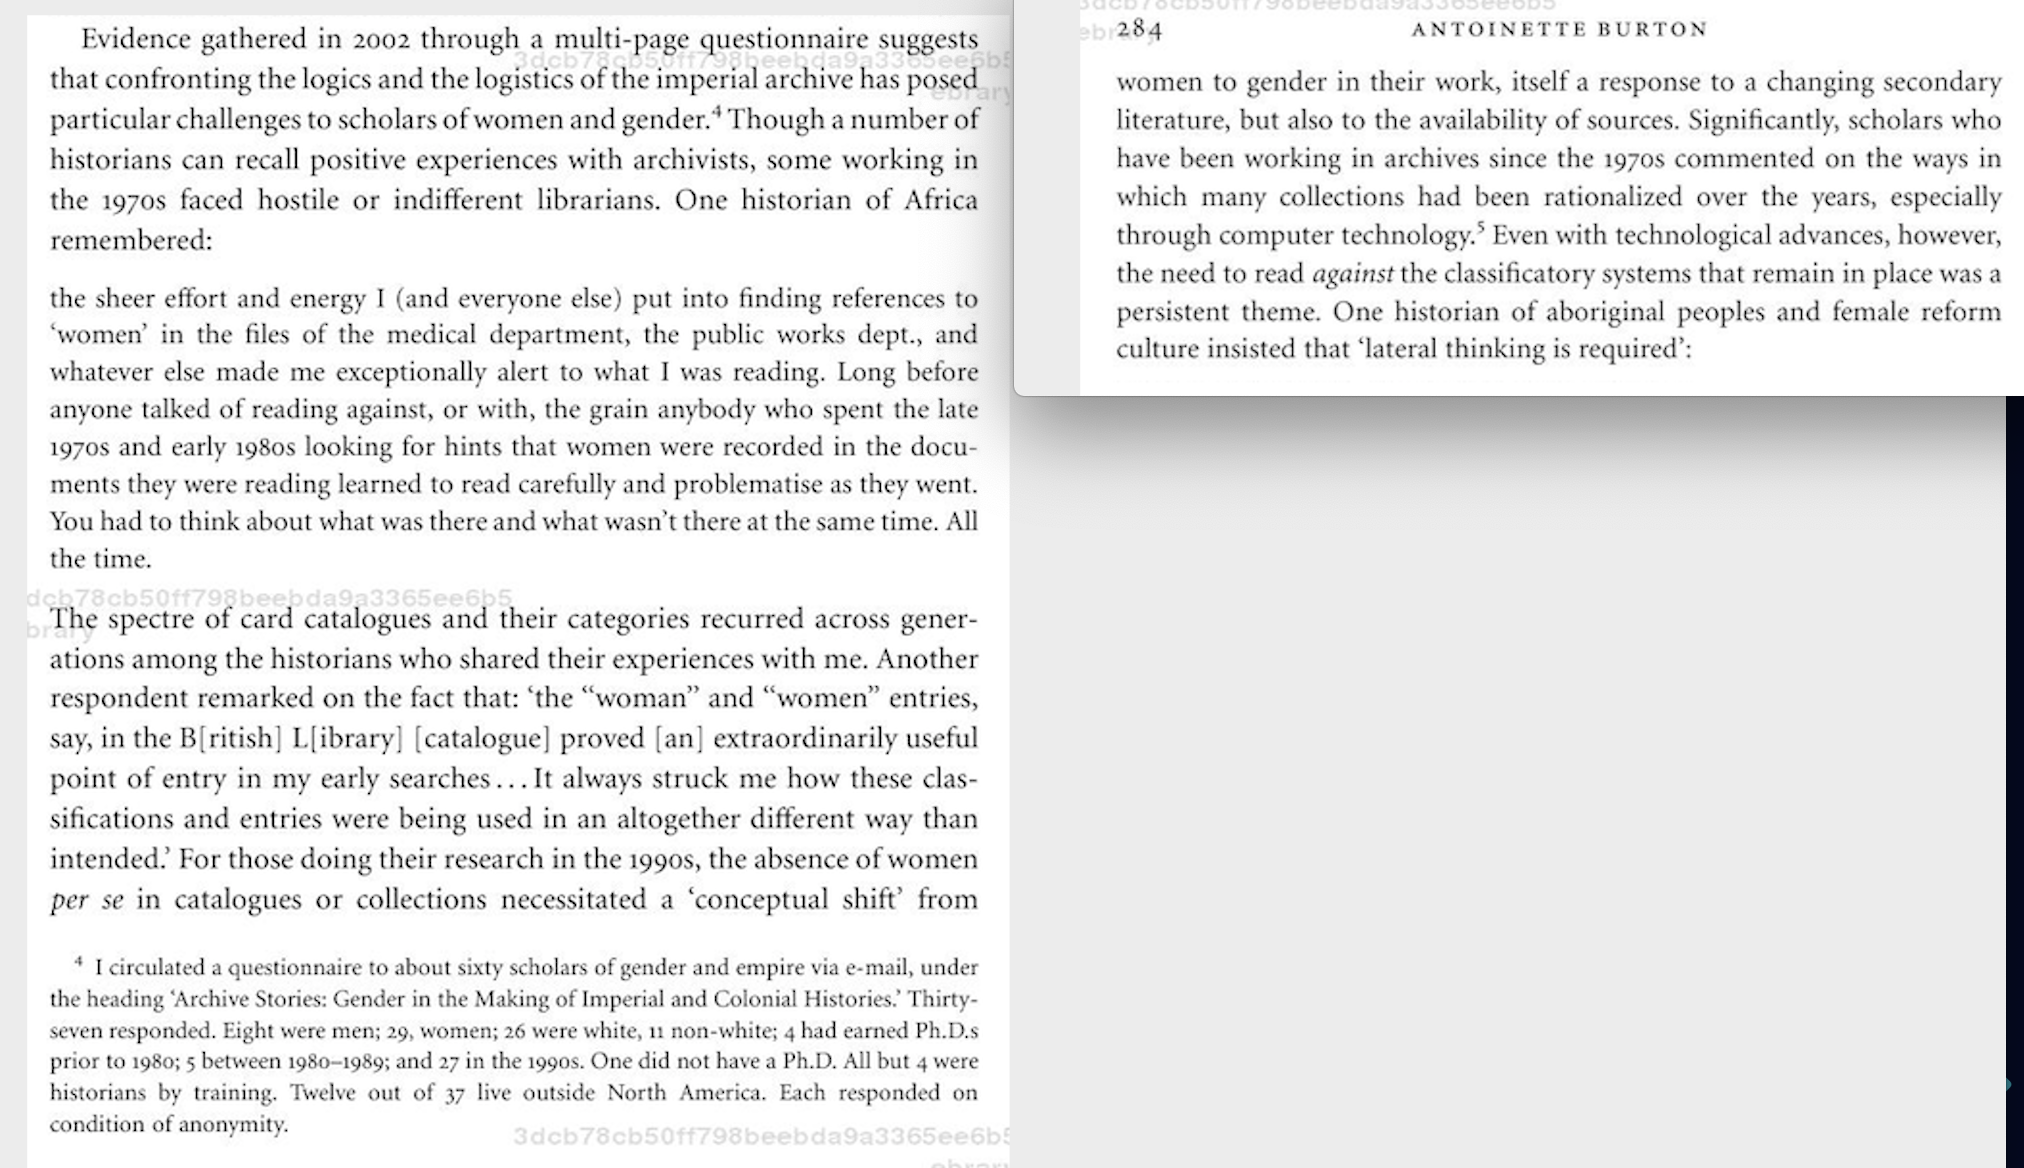 Evidence gathered in 2002 through a multi-page questionnaire suggests
that confronting the logics and the logistics of the imperial archive has posed
particular challenges to scholars of women and gender.⁴ Though a number of
historians can recall positive experiences with archivists, some working in
the 1970s faced hostile or indifferent librarians. One historian of Africa
remembered:
the sheer effort and energy I (and everyone else) put into finding references to
‘women’ in the files of the medical department, the public works dept., and
whatever else made me exceptionally alert to what I was reading. Long before
anyone talked of reading against, or with, the grain anybody who spent the late
1970s and early 1980s looking for hints that women were recorded in the docu-
ments they were reading learned to read carefully and problematise as they went.
You had to think about what was there and what wasn’t there at the same time. All
the time.
dcb78cb50ff798beebda9a3365ee6b5
brary
The spectre of card catalogues and their categories recurred across gener-
ations among the historians who shared their experiences with me. Another
respondent remarked on the fact that: ‘the “woman” and “women” entries,
say, in the B[ritish] L[ibrary] [catalogue] proved [an] extraordinarily useful
point of entry in my early searches...It always struck me how these clas-
sifications and entries were being used in an altogether different way than
intended.’ For those doing their research in the 1990s, the absence of women
per se in catalogues or collections necessitated a ‘conceptual shift’ from
⁴ I circulated a questionnaire to about sixty scholars of gender and empire via e-mail, under
the heading ‘Archive Stories: Gender in the Making of Imperial and Colonial Histories.’ Thirty-
seven responded. Eight were men; 29, women; 26 were white, 11 non-white; 4 had earned Ph.D.s
prior to 1980; 5 between 1980–1989; and 27 in the 1990s. One did not have a Ph.D. All but 4 were
historians by training. Twelve out of 37 live outside North America. Each responded on
condition of anonymity.
3dcb78cb50ff798beebda9a3365ee6b5
284 ANTOINETTE BURTON
women to gender in their work, itself a response to a changing secondary
literature, but also to the availability of sources. Significantly, scholars who
have been working in archives since the 1970s commented on the ways in
which many collections had been rationalized over the years, especially
through computer technology.⁵ Even with technological advances, however,
the need to read against the classificatory systems that remain in place was a
persistent theme. One historian of aboriginal peoples and female reform
culture insisted that ‘lateral thinking is required’: